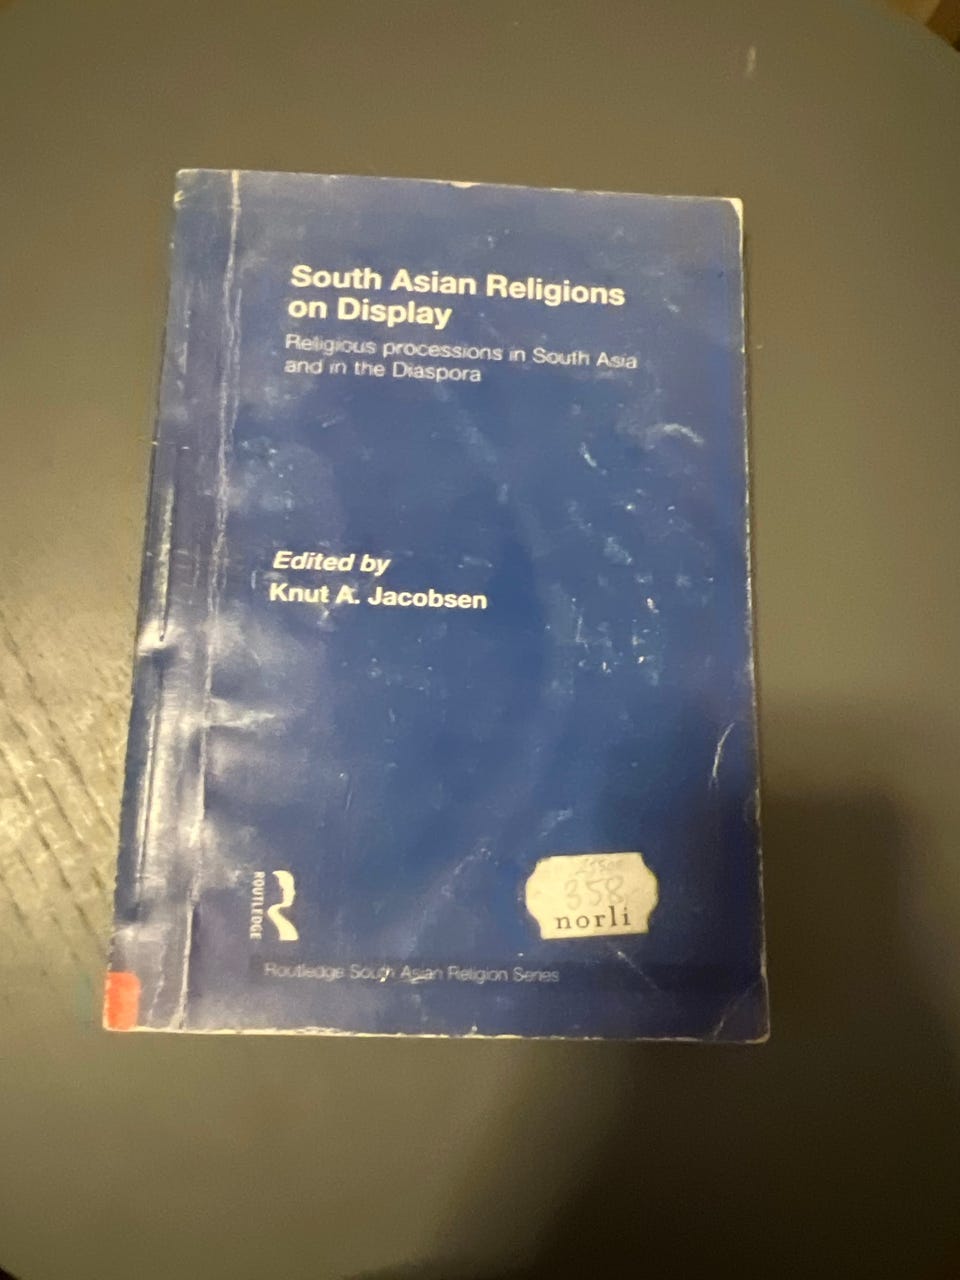 South Asian Religions
on Display
Religious processions in South Asia
and in the Diaspora
Edited by
Knut A. Jacobsen
ROUTLEDGE
358
norli
Routledge South Asian Religion Series